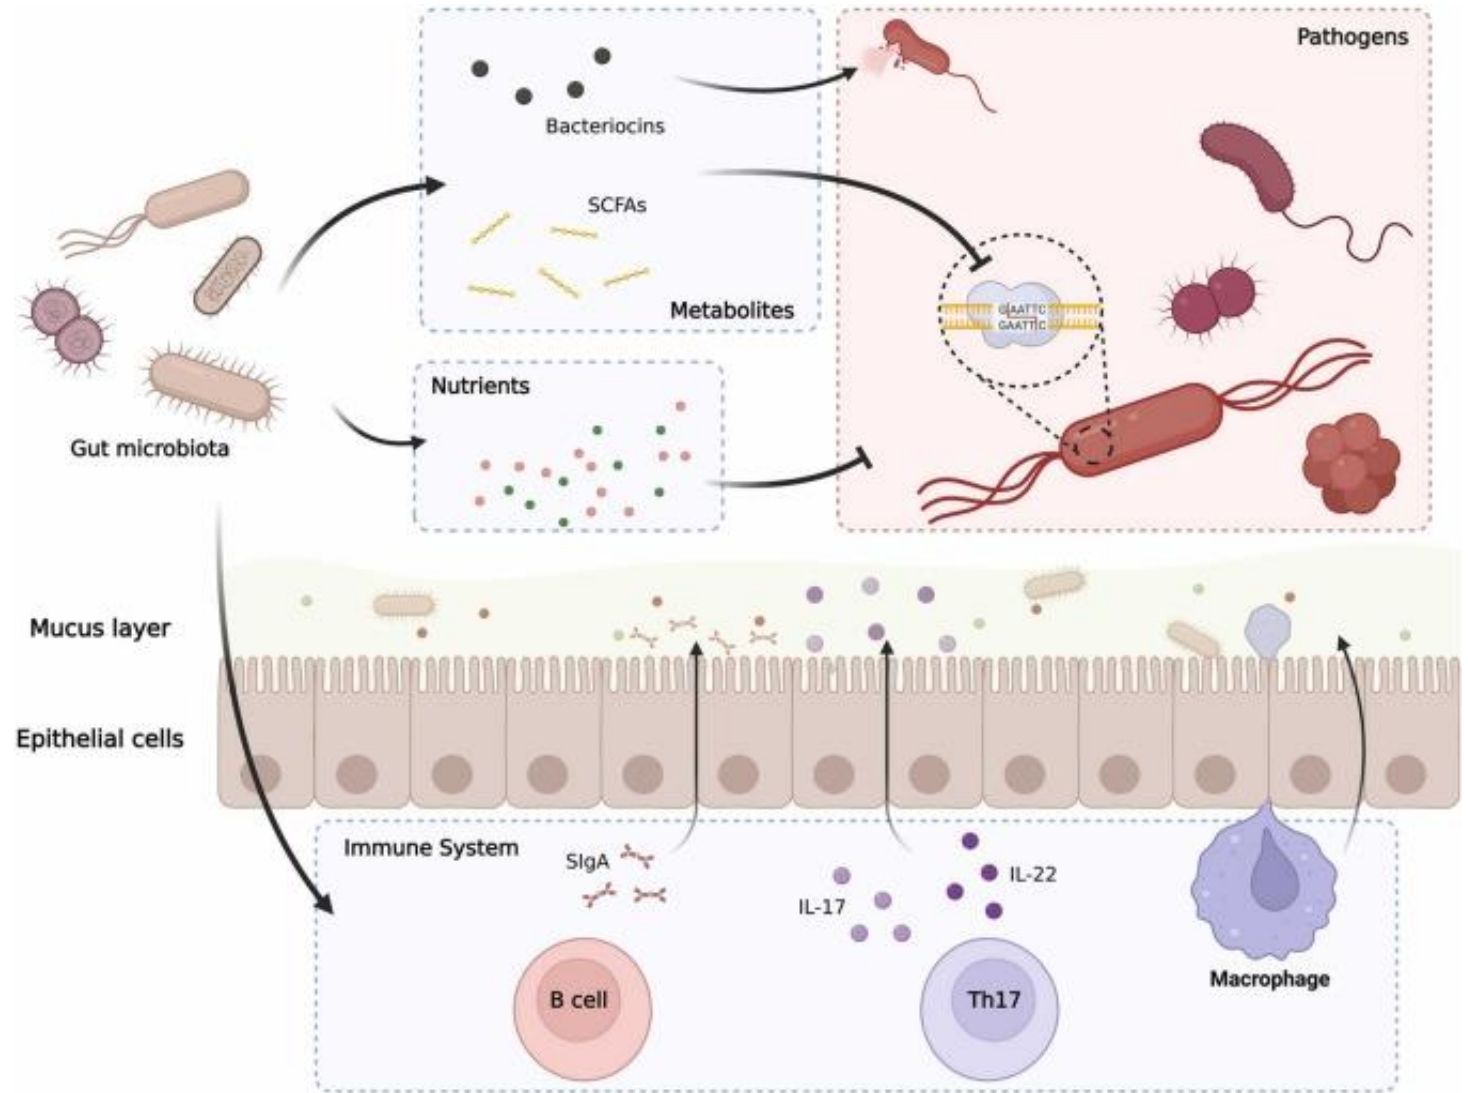 Pathogens
Bacteriocins
SCFAs
Metabolites
GAATTC
GAATTC
Nutrients
Gut microbiota
Mucus layer
Epithelial cells
Immune System
SIgA
IL-17
IL-22
B cell
Th17
Macrophage